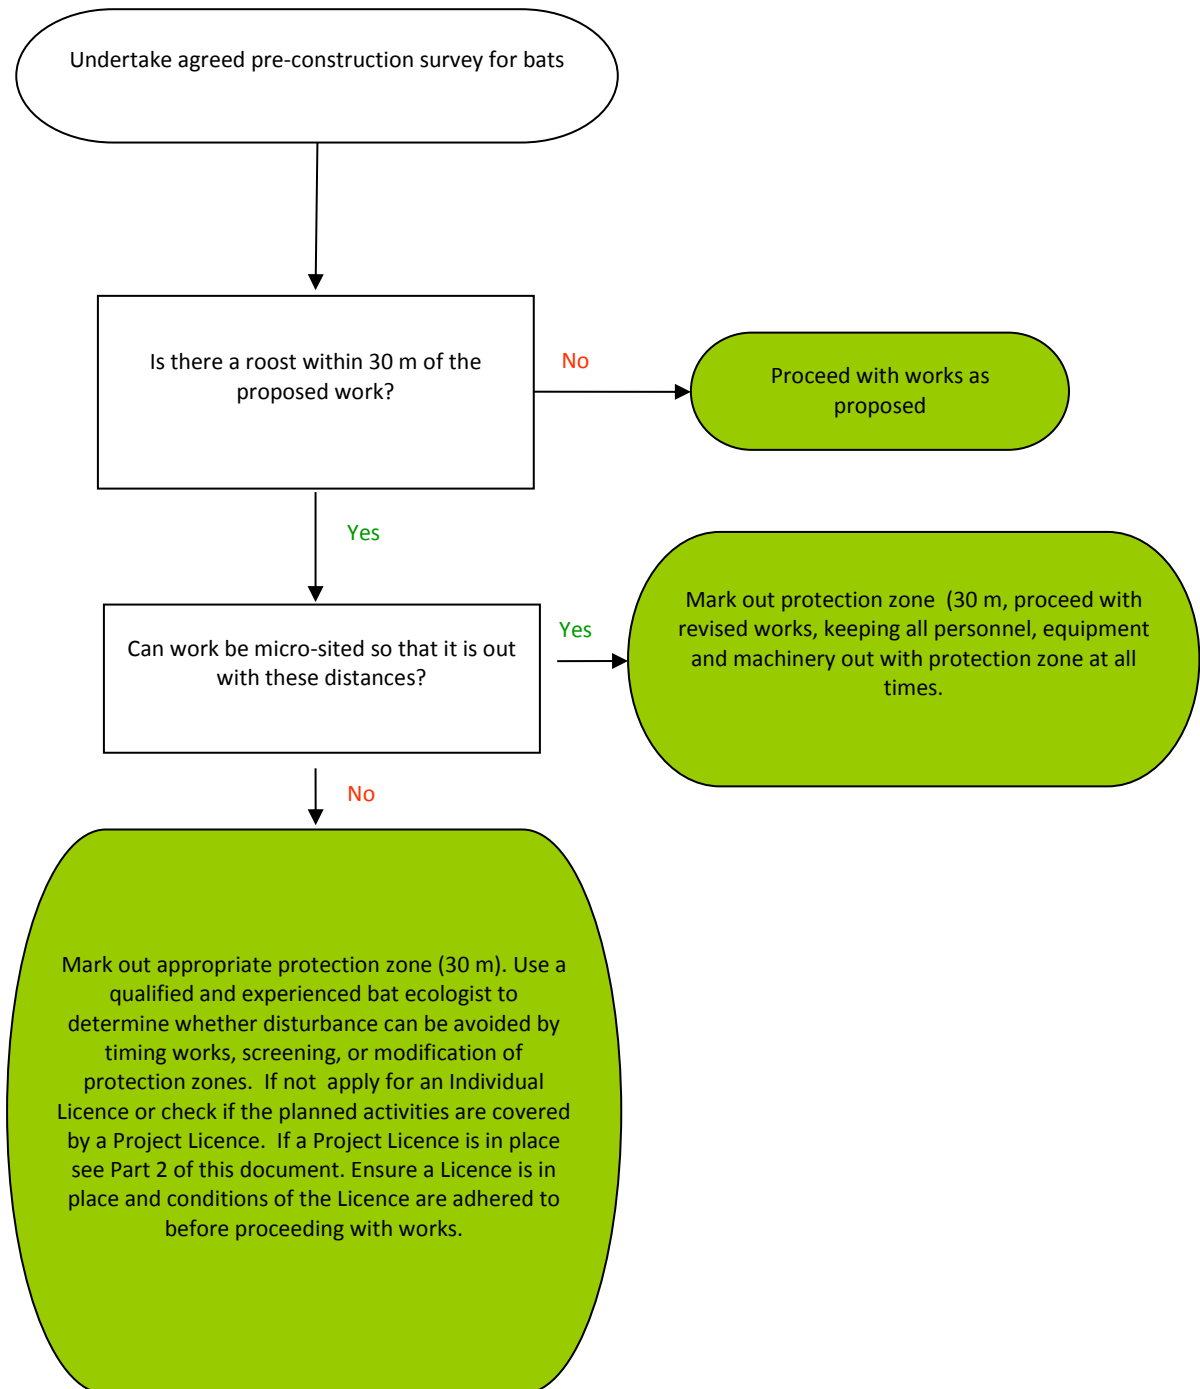 Undertake agreed pre-construction survey for bats
Is there a roost within 30 m of the
proposed work?
No
Proceed with works as
proposed
Yes
Can work be micro-sited so that it is out
with these distances?
Yes
Mark out protection zone  (30 m, proceed with
revised works, keeping all personnel, equipment
and machinery out with protection zone at all
times.
No
Mark out appropriate protection zone (30 m). Use a
qualified and experienced bat ecologist to
determine whether disturbance can be avoided by
timing works, screening, or modification of
protection zones.  If not  apply for an Individual
Licence or check if the planned activities are covered
by a Project Licence.  If a Project Licence is in place
see Part 2 of this document. Ensure a Licence is in
place and conditions of the Licence are adhered to
before proceeding with works.